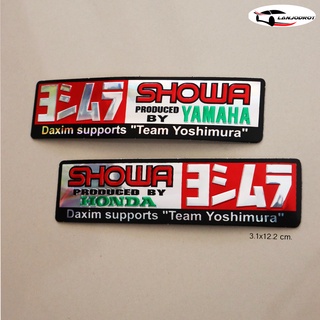 LANJODROT
ヨシムラ SHOWA
PRODUCED
BY YAMAHA
Daxim supports "Team Yoshimura"
SHOWA ヨシムラ
PRODUCED BY
HONDA
Daxim supports "Team Yoshimura"
3.1x12.2 cm.